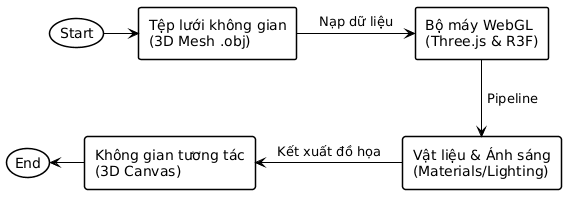 Start
Tệp lưới không gian
(3D Mesh .obj)
Nạp dữ liệu
Bộ máy WebGL
(Three.js & R3F)
Pipeline
Vật liệu & Ánh sáng
(Materials/Lighting)
Kết xuất đồ họa
Không gian tương tác
(3D Canvas)
End